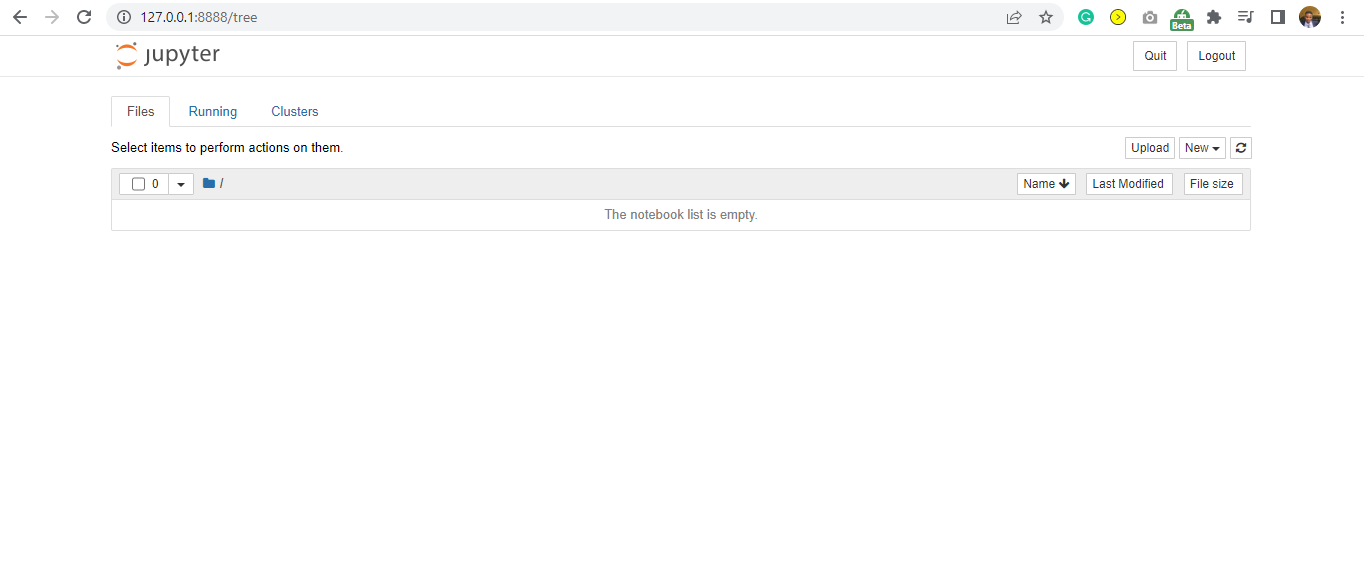 127.0.0.1:8888/tree
Beta
jupyter
Quit Logout
Files Running Clusters
Select items to perform actions on them.
Upload New
0 /
Name Last Modified File size
The notebook list is empty.